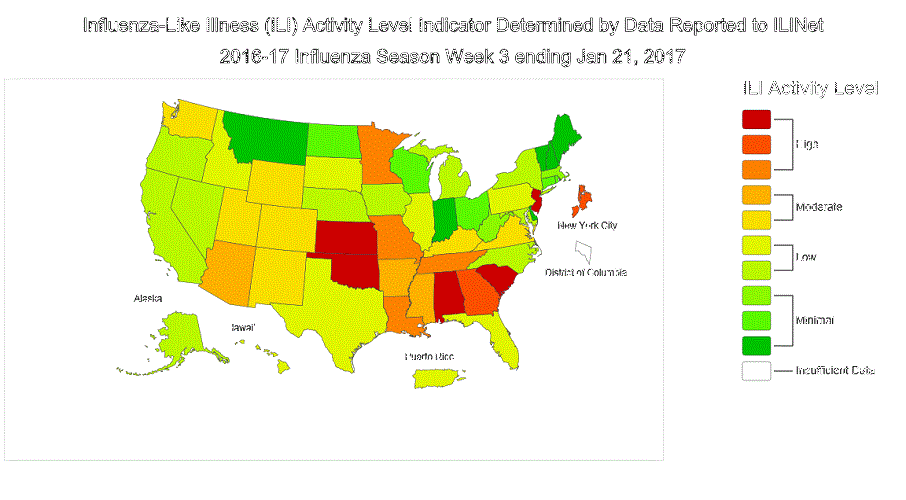 Influenza-Like Illness (ILI) Activity Level Indicator Determined by Data Reported to ILINet
2016-17 Influenza Season Week 3 ending Jan 21, 2017
ILI Activity Level
High
Moderate
Low
Minimal
Insufficient Data
New York City
District of Columbia
Alaska
Hawaii
Puerto Rico